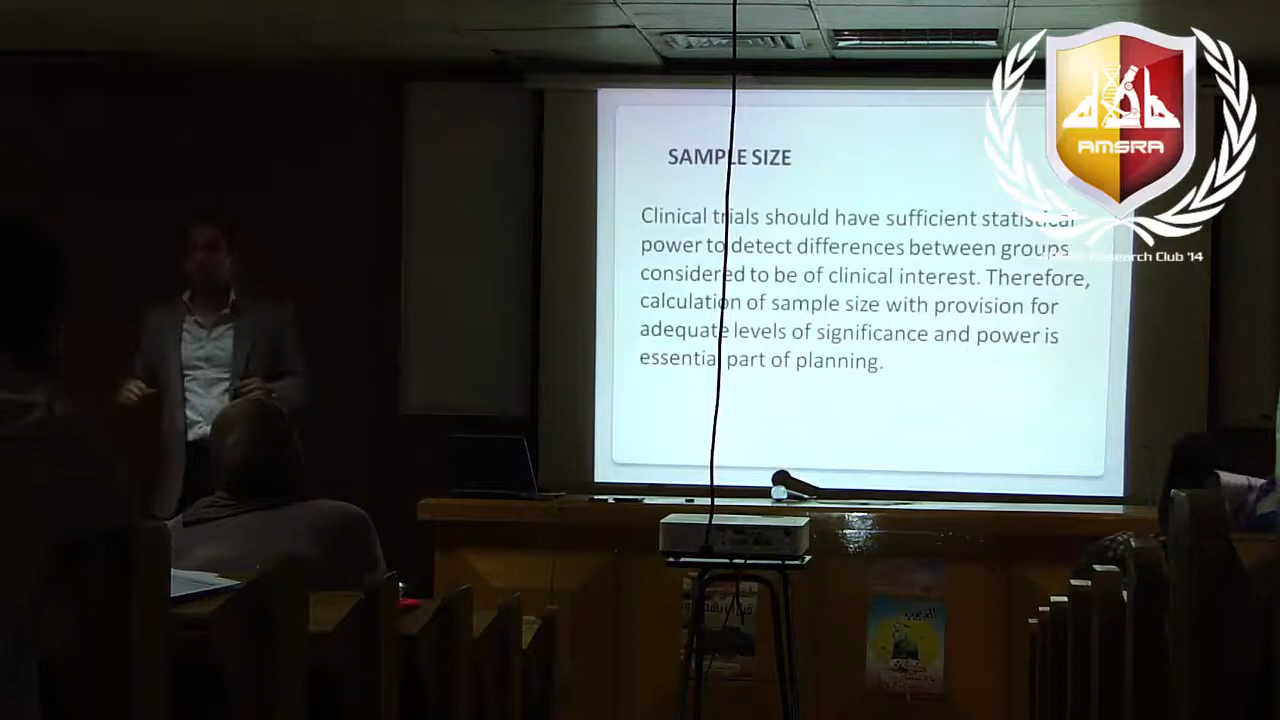 SAMPLE SIZE
Clinical trials should have sufficient statistical
power to detect differences between groups
considered to be of clinical interest. Therefore,
calculation of sample size with provision for
adequate levels of significance and power is
essential part of planning.
AMSRA
Research Club '14